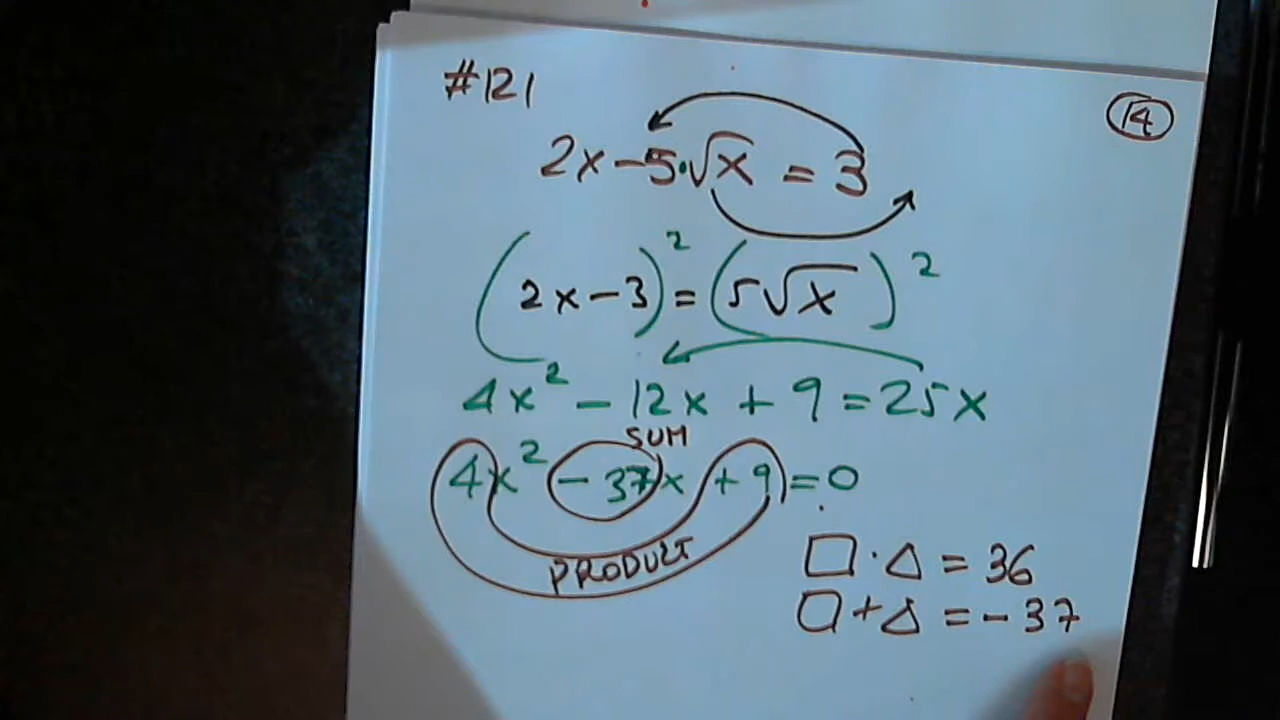 #121
14
2x-5·√x = 3
(2x-3)² = (5√x)²
4x² - 12x + 9 = 25x
SUM
4x² - 37x + 9 = 0
PRODUCT
□·△ = 36
□+△ = -37